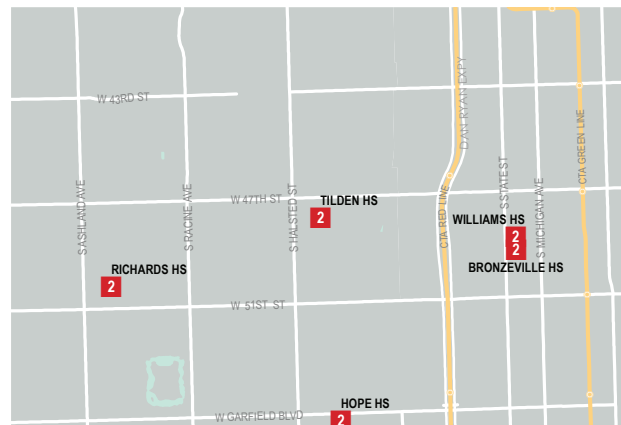 DAN RYAN EXPY
W 43RD ST
CTA GREEN LINE
S ASHLAND AVE
S RACINE AVE
W 47TH ST
S HALSTED ST
TILDEN HS
2
CTA RED LINE
S STATE ST
S MICHIGAN AVE
WILLIAMS HS
2
2
BRONZEVILLE HS
RICHARDS HS
2
W 51ST ST
HOPE HS
2
W GARFIELD BLVD